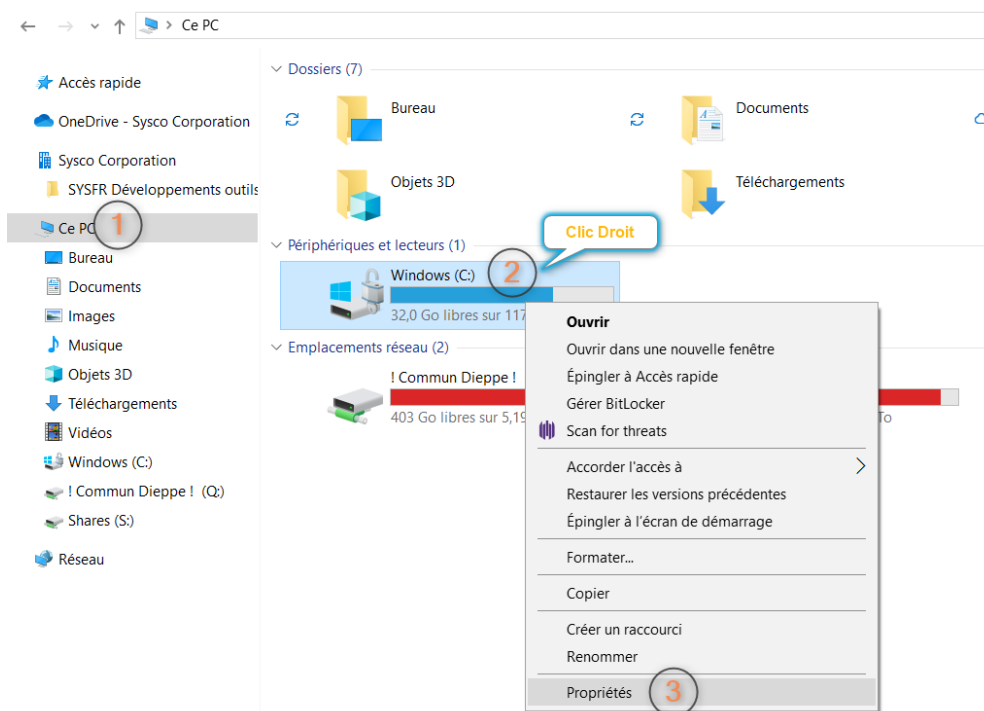 Ce PC
Accès rapide
OneDrive - Sysco Corporation
Sysco Corporation
SYSFR Développements outils
Ce PC
1
Bureau
Documents
Images
Musique
Objets 3D
Téléchargements
Vidéos
Windows (C:)
! Commun Dieppe ! (Q:)
Shares (S:)
Réseau
Dossiers (7)
Bureau
Documents
Objets 3D
Téléchargements
Clic Droit
Périphériques et lecteurs (1)
Windows (C:)
2
32,0 Go libres sur 117
Emplacements réseau (2)
! Commun Dieppe !
403 Go libres sur 5,19
To
Ouvrir
Ouvrir dans une nouvelle fenêtre
Épingler à Accès rapide
Gérer BitLocker
Scan for threats
Accorder l'accès à
Restaurer les versions précédentes
Épingler à l'écran de démarrage
Formater...
Copier
Créer un raccourci
Renommer
Propriétés
3